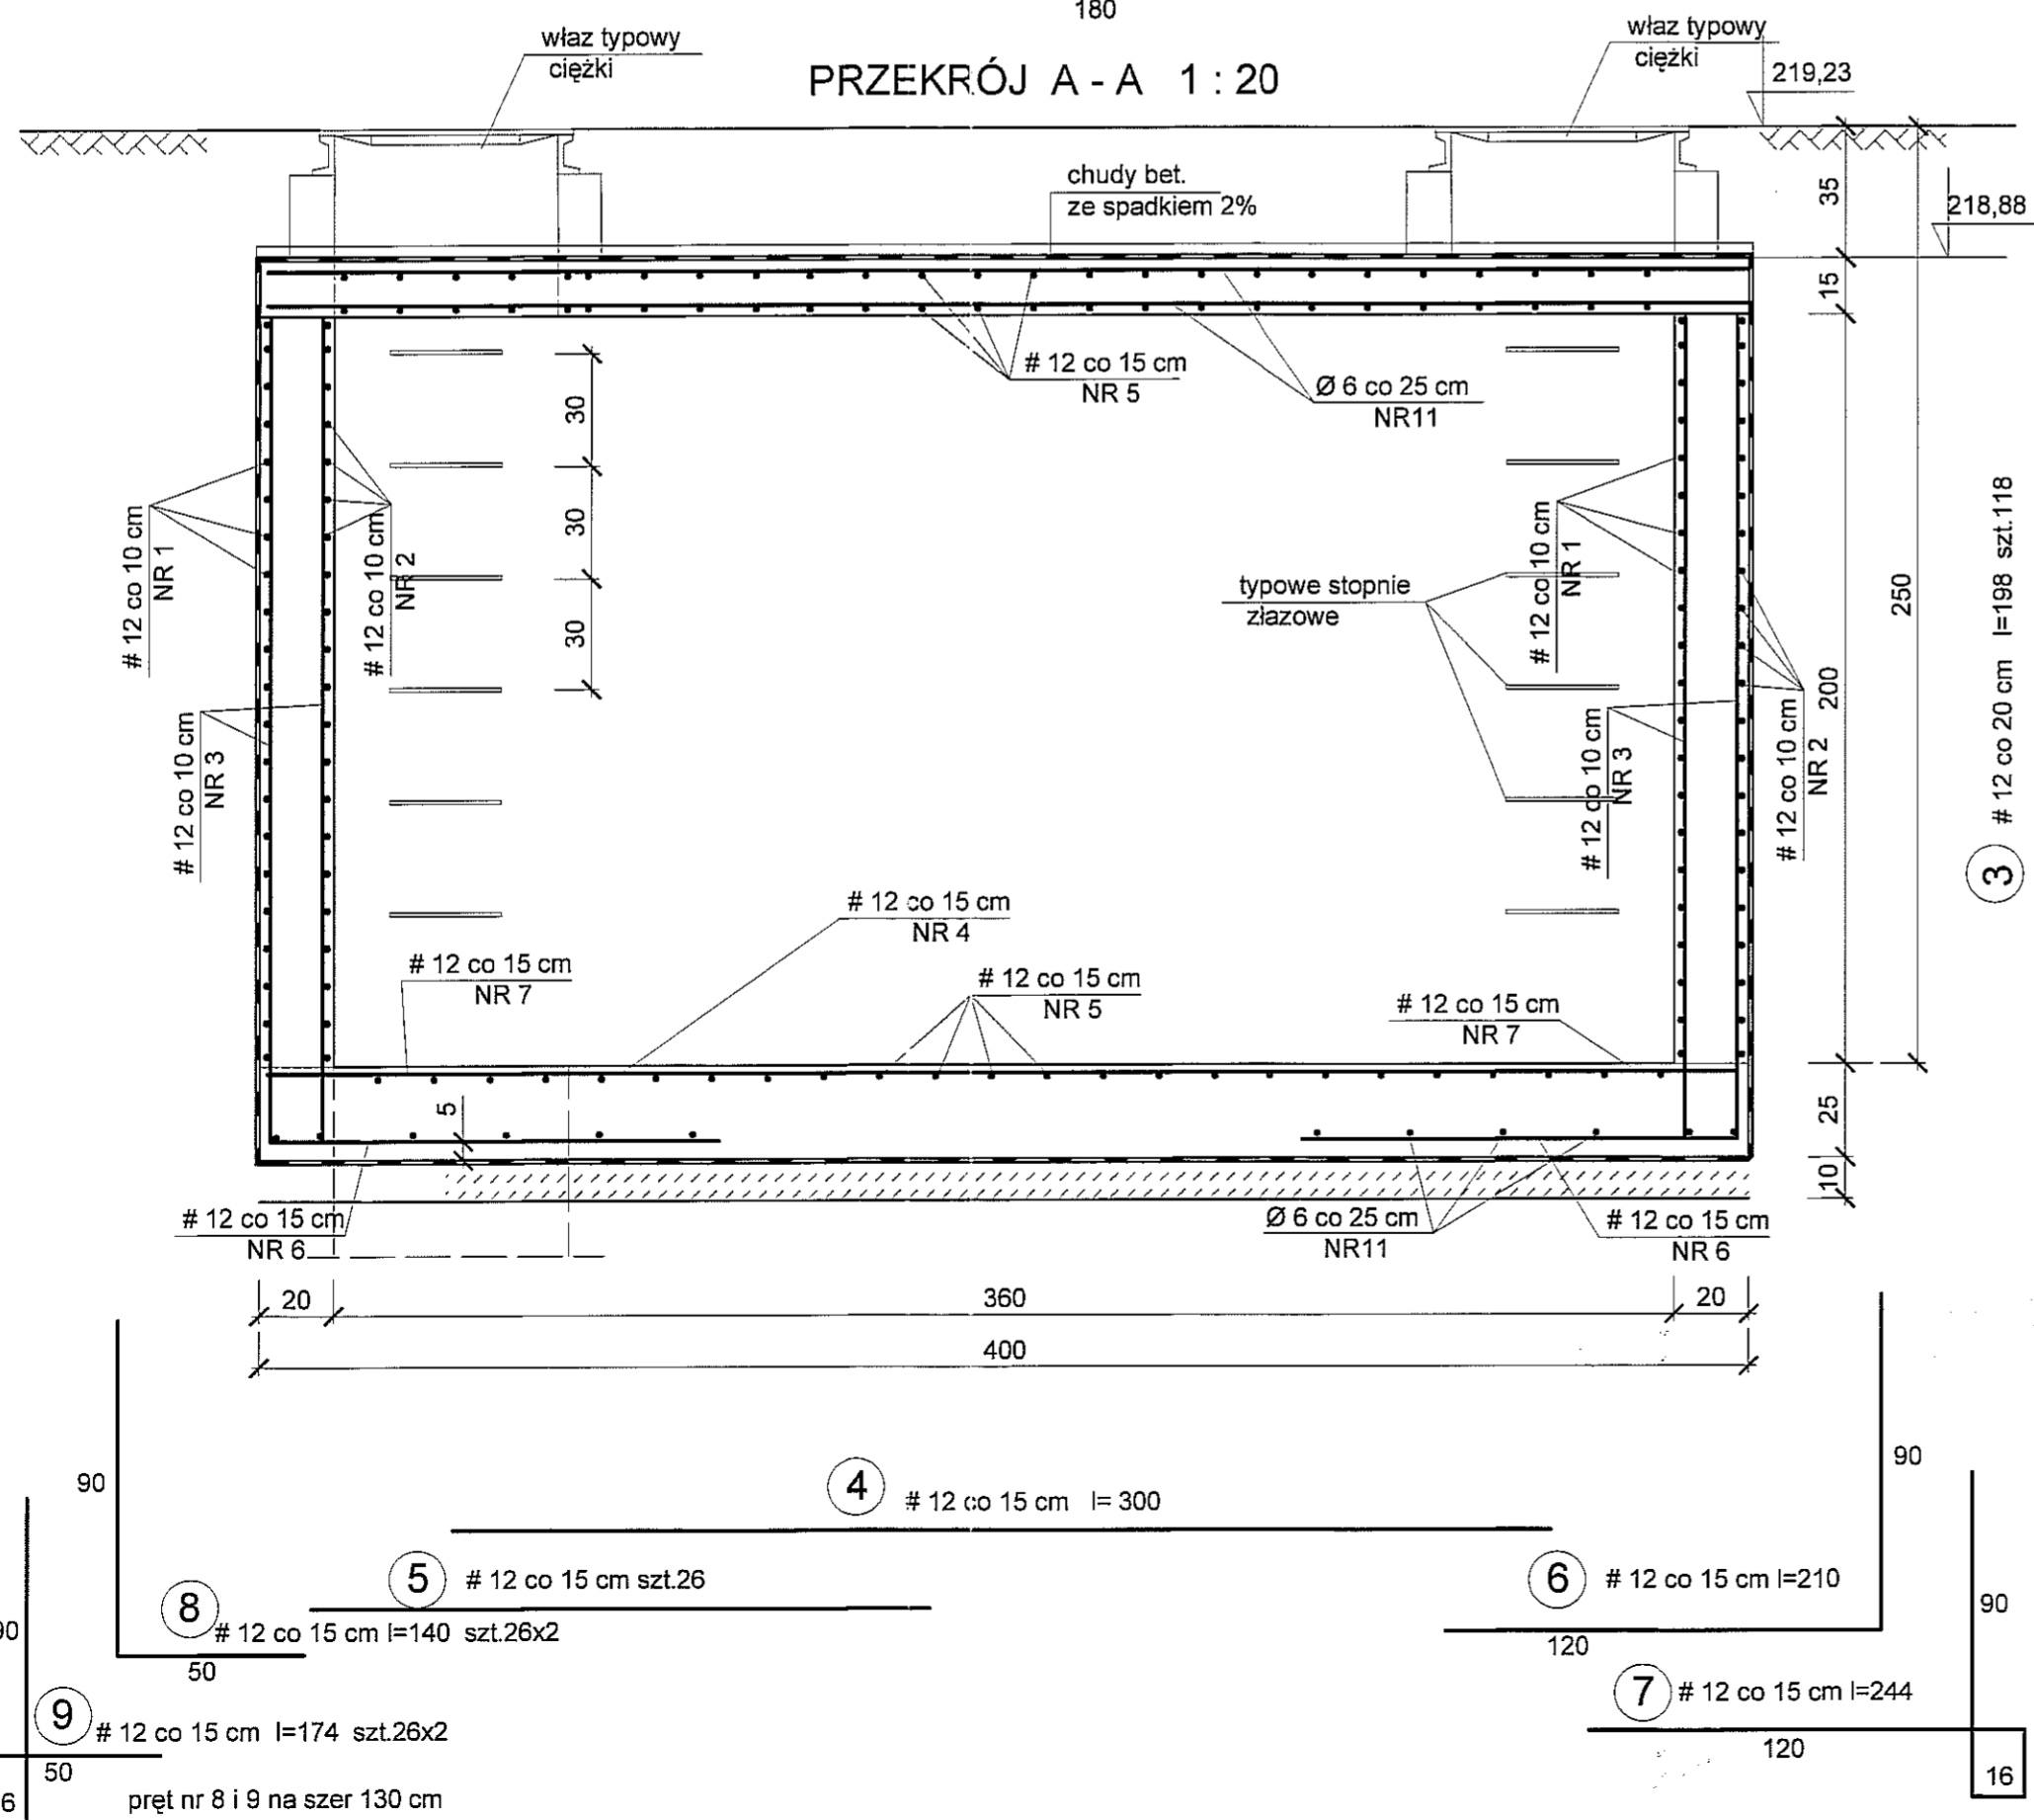 180
właz typowy
ciężki
PRZEKRÓJ A - A 1 : 20
właz typowy
ciężki
219,23
chudy bet.
ze spadkiem 2%
35
218,88
15
# 12 co 15 cm
NR 5
Ø 6 co 25 cm
NR11
30
30
30
# 12 co 10 cm
NR 1
# 12 co 10 cm
NR 2
# 12 co 10 cm
NR 3
typowe stopnie
złazowe
# 12 co 10 cm
NR 1
# 12 co 10 cm
NR 3
# 12 co 10 cm
NR 2
200
250
3 # 12 co 20 cm l=198 szt.118
# 12 co 15 cm
NR 4
# 12 co 15 cm
NR 7
# 12 co 15 cm
NR 5
# 12 co 15 cm
NR 7
5
25
10
# 12 co 15 cm
NR 6
Ø 6 co 25 cm
NR11
# 12 co 15 cm
NR 6
20
360
20
400
90
90
4 # 12 co 15 cm l= 300
5 # 12 co 15 cm szt.26
6 # 12 co 15 cm l=210
120
8 # 12 co 15 cm l=140 szt.26x2
50
90
7 # 12 co 15 cm l=244
120
16
9 # 12 co 15 cm l=174 szt.26x2
50
6
pręt nr 8 i 9 na szer 130 cm